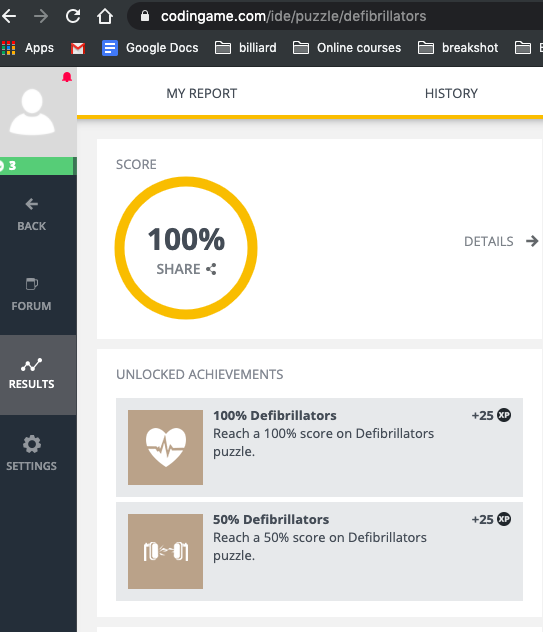 codingame.com/ide/puzzle/defibrillators
Apps
Google Docs
billiard
Online courses
breakshot
MY REPORT
HISTORY
3
SCORE
BACK
100%
SHARE
DETAILS
FORUM
RESULTS
UNLOCKED ACHIEVEMENTS
100% Defibrillators
+25 XP
Reach a 100% score on Defibrillators
puzzle.
SETTINGS
50% Defibrillators
+25 XP
Reach a 50% score on Defibrillators
puzzle.